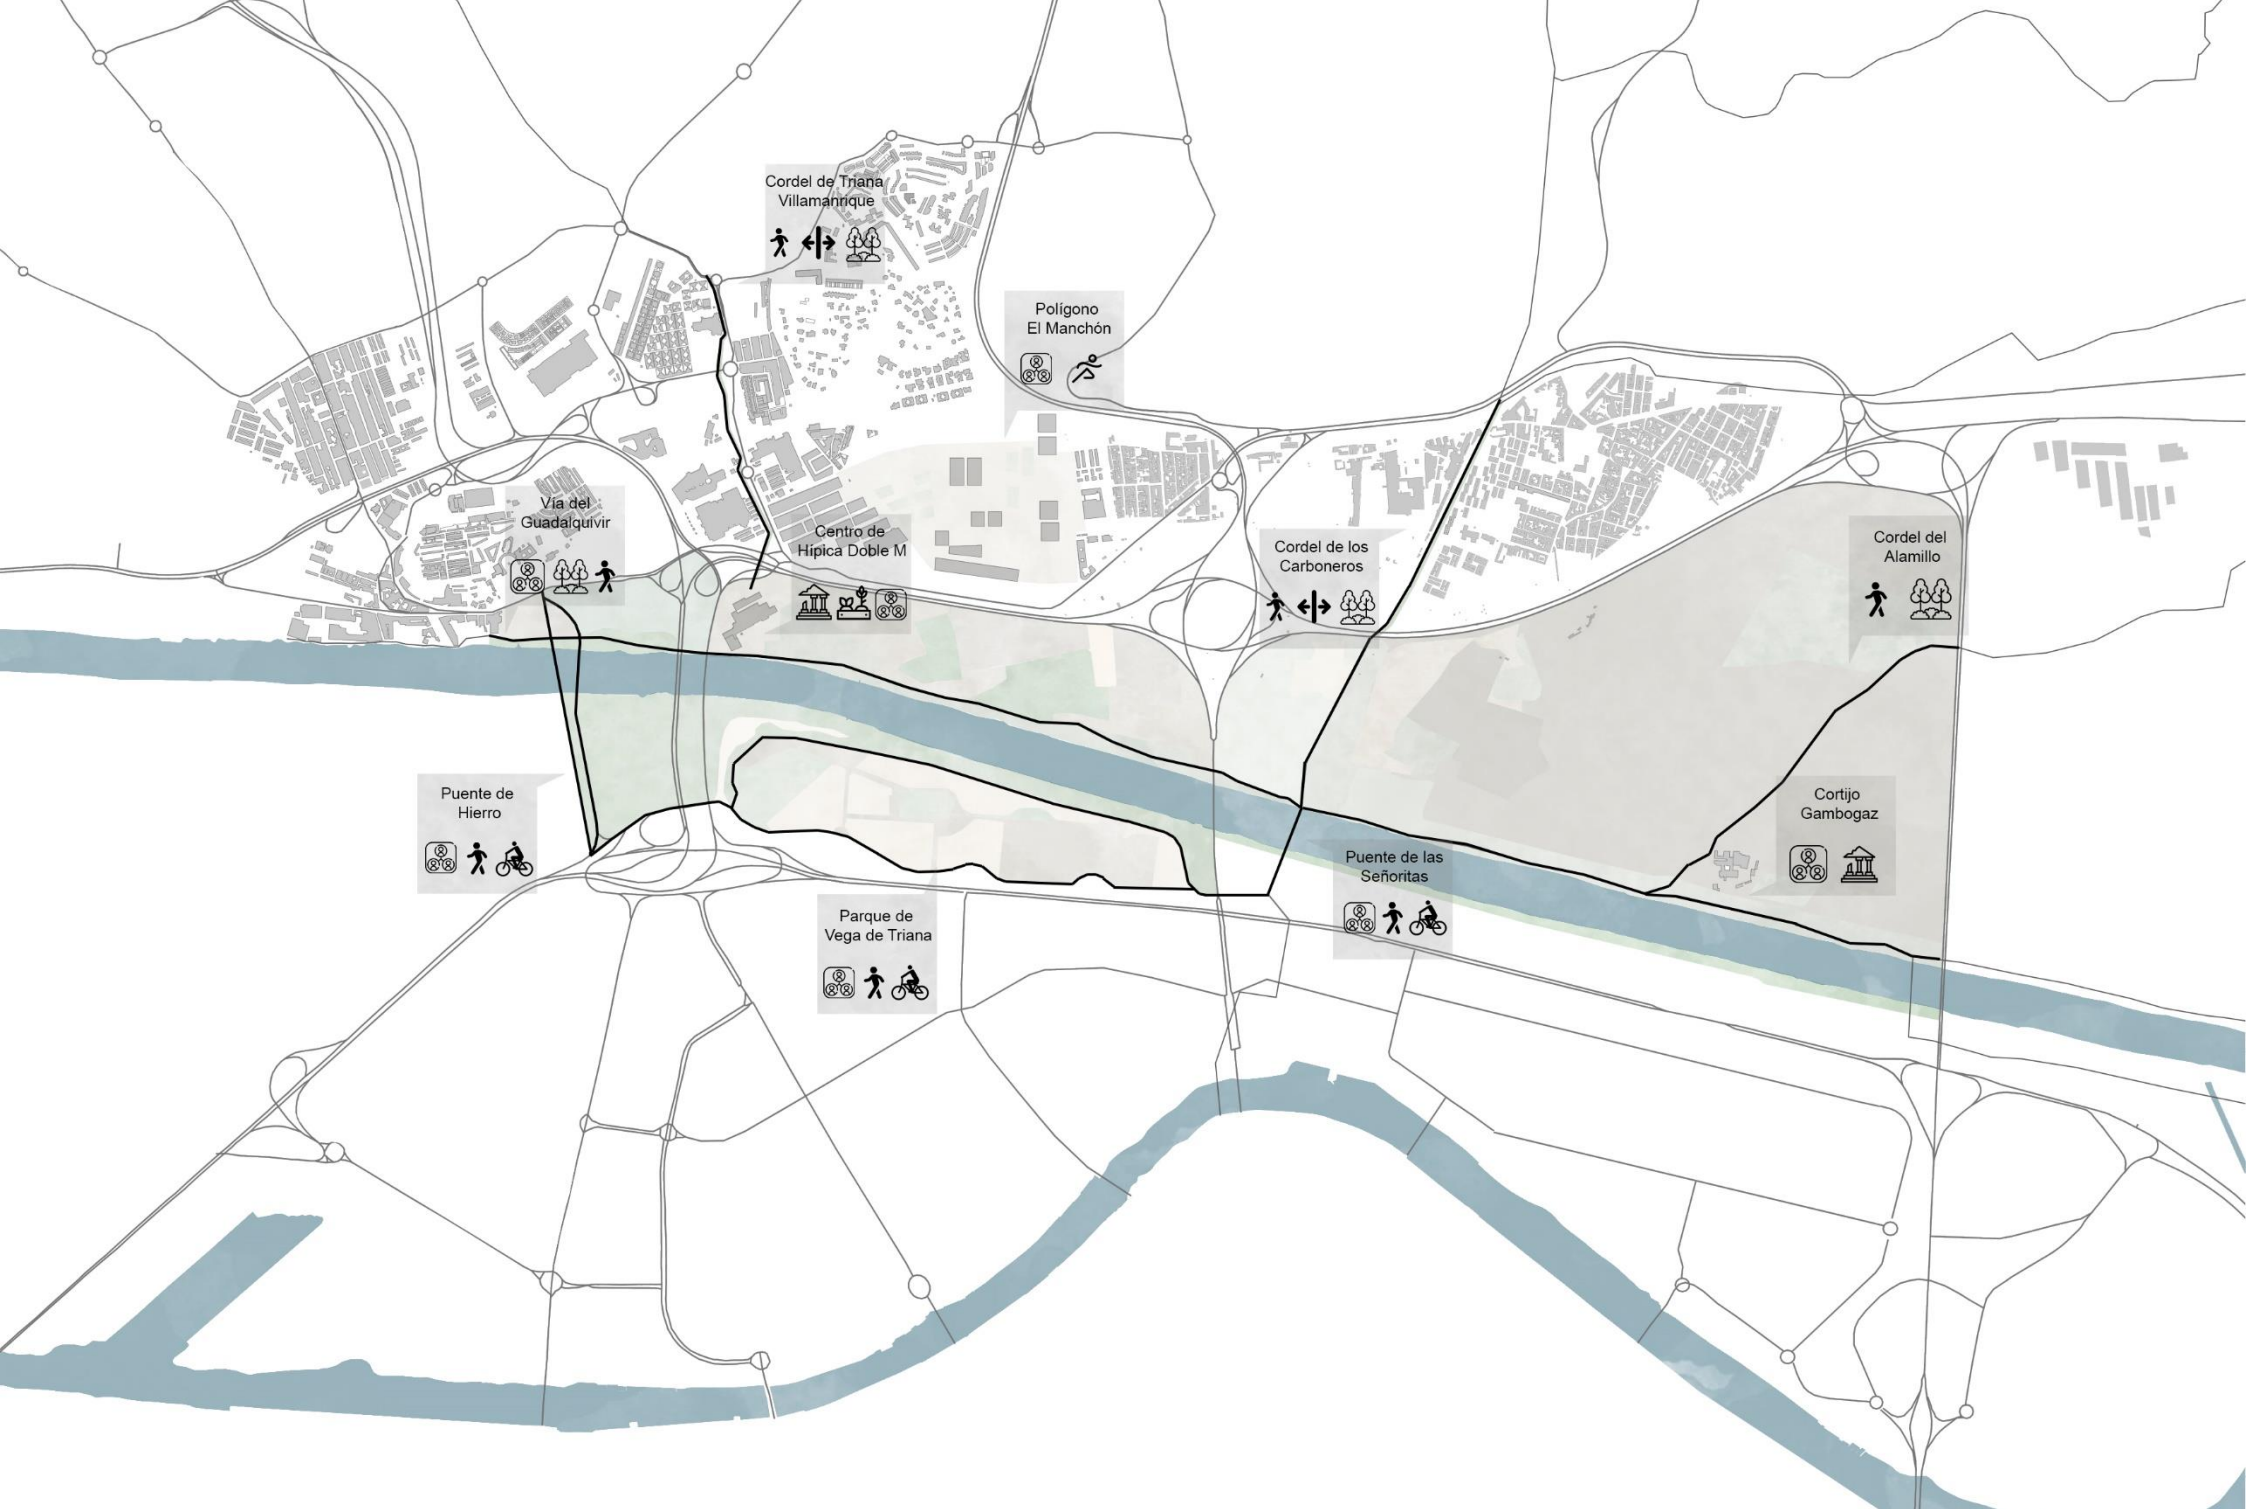 Cordel de Triana
Villamanrique
Polígono
El Manchón
Vía del
Guadalquivir
Centro de
Hípica Doble M
Cordel de los
Carboneros
Cordel del
Alamillo
Puente de
Hierro
Cortijo
Gambogaz
Puente de las
Señoritas
Parque de
Vega de Triana